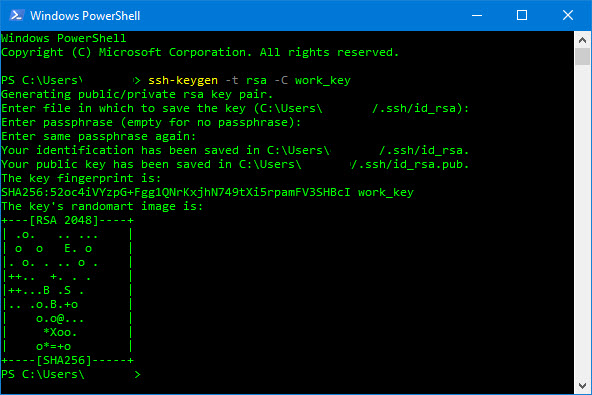 Windows PowerShell
Windows PowerShell
Copyright (C) Microsoft Corporation. All rights reserved.
PS C:\Users\       > ssh-keygen -t rsa -C work_key
Generating public/private rsa key pair.
Enter file in which to save the key (C:\Users\       /.ssh/id_rsa):
Enter passphrase (empty for no passphrase):
Enter same passphrase again:
Your identification has been saved in C:\Users\       /.ssh/id_rsa.
Your public key has been saved in C:\Users\       /.ssh/id_rsa.pub.
The key fingerprint is:
SHA256:52oc4iVYzpG+Fgg1QNrKxjhN749tXi5rpamFV3SHBcI work_key
The key's randomart image is:
+---[RSA 2048]----+
| .o.   .. ...    |
| o  o   E. o     |
|. o. . .. o .    |
|++..  +. . .     |
|++...B .S .      |
|.. .o.B.+o       |
|    o.o@...      |
|     *Xoo.       |
|    o*=+o        |
+----[SHA256]-----+
PS C:\Users\       >